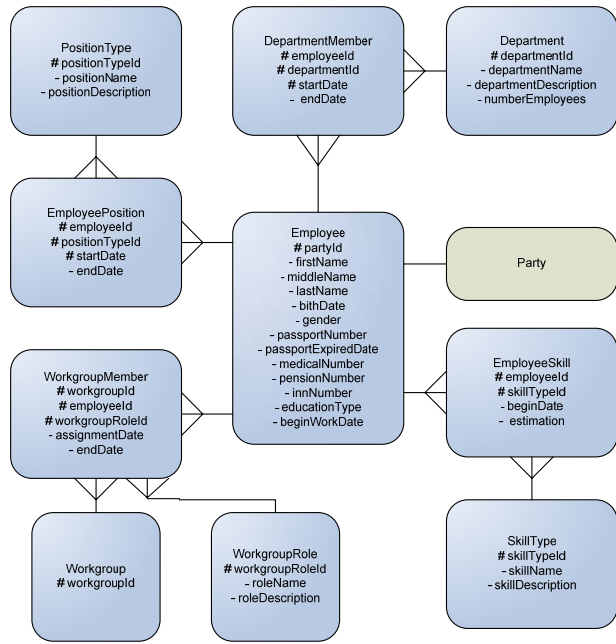 PositionType
# positionTypeId
- positionName
- positionDescription
DepartmentMember
# employeeId
# departmentId
# startDate
- endDate
Department
# departmentId
- departmentName
- departmentDescription
- numberEmployees
EmployeePosition
# employeeId
# positionTypeId
# startDate
- endDate
Employee
# partyId
- firstName
- middleName
- lastName
- bithDate
- gender
- passportNumber
- passportExpiredDate
- medicalNumber
- pensionNumber
- innNumber
- educationType
- beginWorkDate
Party
WorkgroupMember
# workgroupId
# employeeId
# workgroupRoleId
- assignmentDate
- endDate
EmployeeSkill
# employeeId
# skillTypeId
- beginDate
- estimation
Workgroup
# workgroupId
WorkgroupRole
# workgroupRoleId
- roleName
- roleDescription
SkillType
# skillTypeId
- skillName
- skillDescription